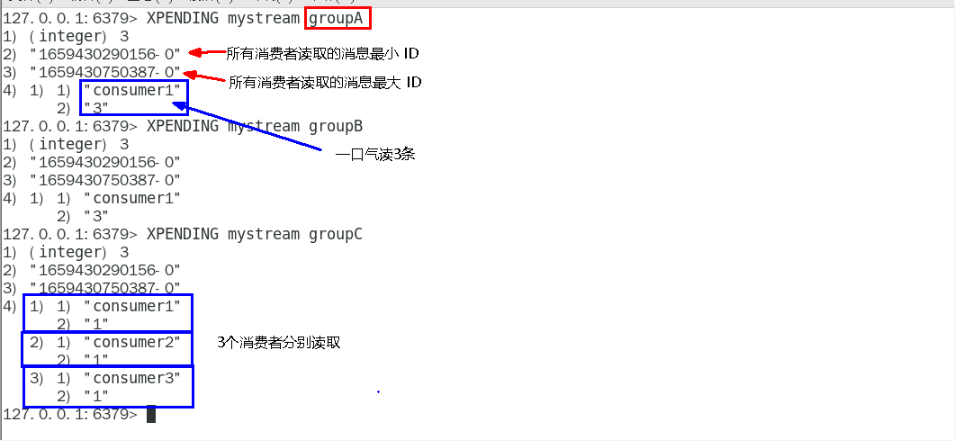 127.0.0.1:6379> XPENDING mystream groupA
1) (integer) 3
2) "1659430290156-0" 所有消费者读取的消息最小 ID
3) "1659430750387-0" 所有消费者读取的消息最大 ID
4) 1) 1) "consumer1"
2) "3"
127.0.0.1:6379> XPENDING mystream groupB
1) (integer) 3
一口气读3条
2) "1659430290156-0"
3) "1659430750387-0"
4) 1) 1) "consumer1"
2) "3"
127.0.0.1:6379> XPENDING mystream groupC
1) (integer) 3
2) "1659430290156-0"
3) "1659430750387-0"
4) 1) 1) "consumer1"
2) "1"
2) 1) "consumer2" 3个消费者分别读取
2) "1"
3) 1) "consumer3"
2) "1"
127.0.0.1:6379>